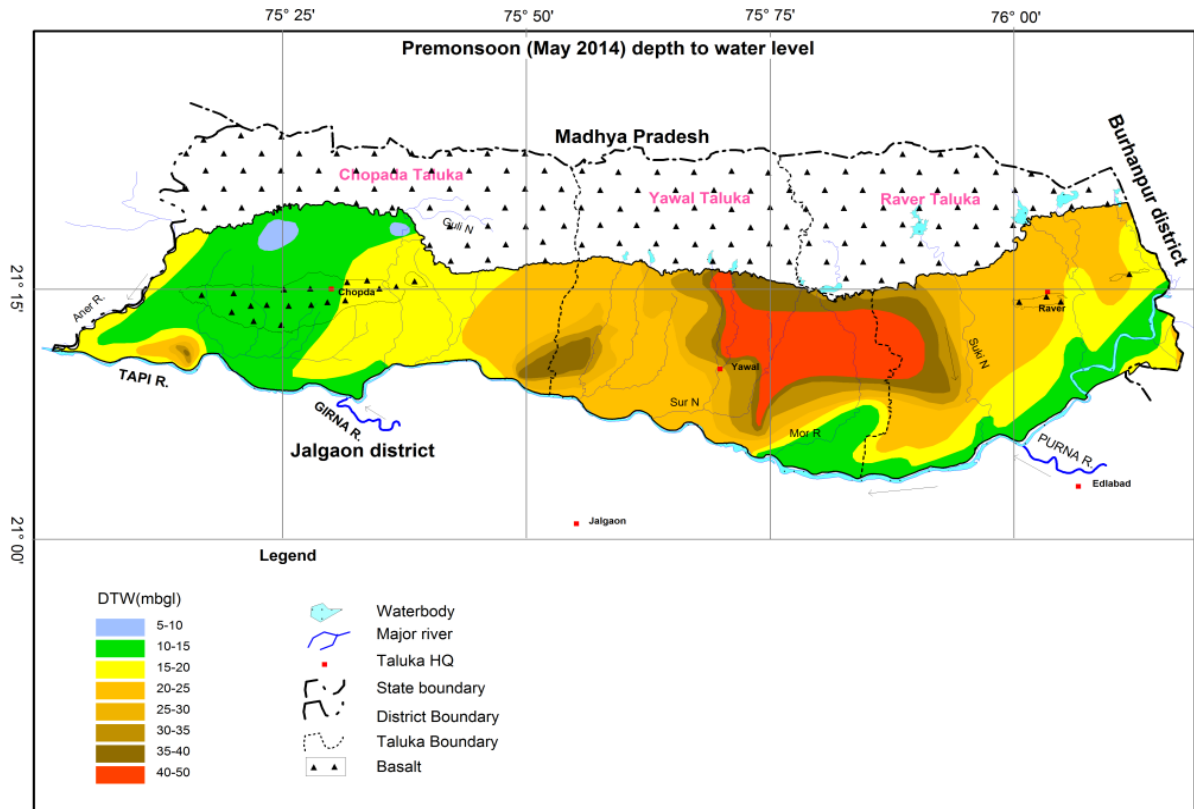 75° 25' 75° 50' 75° 75' 76° 00'
Premonsoon (May 2014) depth to water level
Madhya Pradesh
Burhanpur district
Chopada Taluka
Yawal Taluka
Raver Taluka
Guli N
21° 15'
Aner R.
Chopda
Raver
Suki N
TAPI R.
Yawal
Sur N
GIRNA R.
Mor R
Jalgaon district
PURNA R.
Edlabad
Jalgaon
21° 00'
Legend
DTW(mbgl)
5-10
10-15
15-20
20-25
25-30
30-35
35-40
40-50
Waterbody
Major river
Taluka HQ
State boundary
District Boundary
Taluka Boundary
Basalt